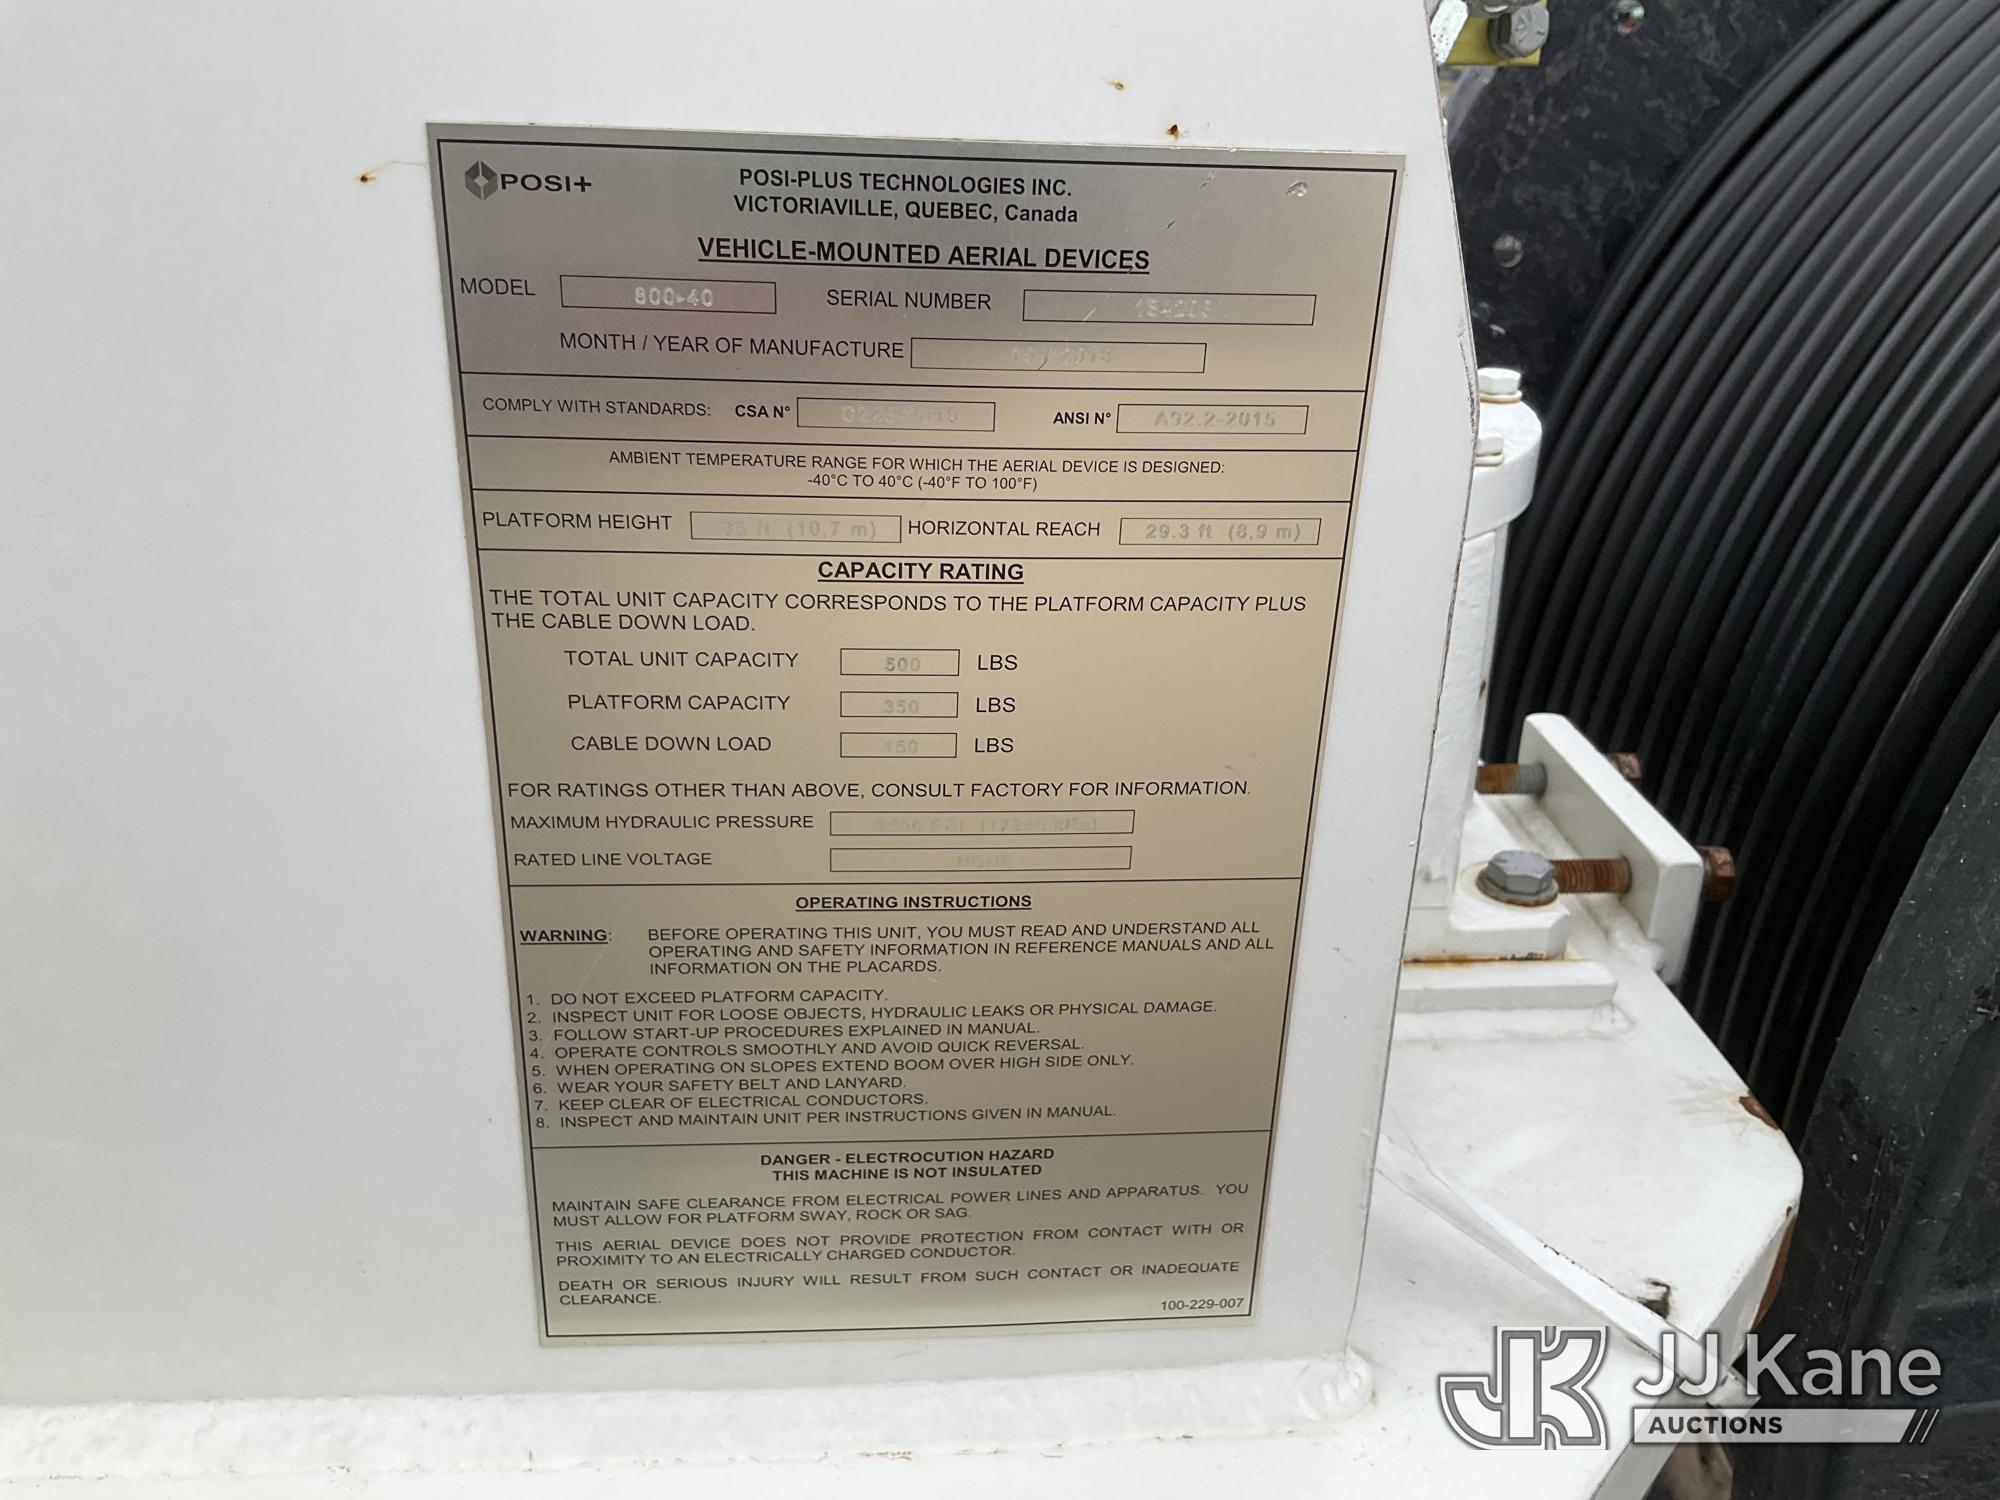 POSI+
POSI-PLUS TECHNOLOGIES INC.
VICTORIAVILLE, QUEBEC, Canada
VEHICLE-MOUNTED AERIAL DEVICES
MODEL 800-40 SERIAL NUMBER
MONTH / YEAR OF MANUFACTURE
COMPLY WITH STANDARDS: CSA N° ANSI N° A92.2-2015
AMBIENT TEMPERATURE RANGE FOR WHICH THE AERIAL DEVICE IS DESIGNED:
-40°C TO 40°C (-40°F TO 100°F)
PLATFORM HEIGHT 35 ft (10,7 m) HORIZONTAL REACH 29.3 ft (8,9 m)
CAPACITY RATING
THE TOTAL UNIT CAPACITY CORRESPONDS TO THE PLATFORM CAPACITY PLUS
THE CABLE DOWN LOAD.
TOTAL UNIT CAPACITY 500 LBS
PLATFORM CAPACITY 350 LBS
CABLE DOWN LOAD 150 LBS
FOR RATINGS OTHER THAN ABOVE, CONSULT FACTORY FOR INFORMATION.
MAXIMUM HYDRAULIC PRESSURE 2500 PSI (17240 kPa)
RATED LINE VOLTAGE NONE
OPERATING INSTRUCTIONS
WARNING: BEFORE OPERATING THIS UNIT, YOU MUST READ AND UNDERSTAND ALL
OPERATING AND SAFETY INFORMATION IN REFERENCE MANUALS AND ALL
INFORMATION ON THE PLACARDS.
1. DO NOT EXCEED PLATFORM CAPACITY.
2. INSPECT UNIT FOR LOOSE OBJECTS, HYDRAULIC LEAKS OR PHYSICAL DAMAGE.
3. FOLLOW START-UP PROCEDURES EXPLAINED IN MANUAL.
4. OPERATE CONTROLS SMOOTHLY AND AVOID QUICK REVERSAL.
5. WHEN OPERATING ON SLOPES EXTEND BOOM OVER HIGH SIDE ONLY.
6. WEAR YOUR SAFETY BELT AND LANYARD.
7. KEEP CLEAR OF ELECTRICAL CONDUCTORS.
8. INSPECT AND MAINTAIN UNIT PER INSTRUCTIONS GIVEN IN MANUAL.
DANGER - ELECTROCUTION HAZARD
THIS MACHINE IS NOT INSULATED
MAINTAIN SAFE CLEARANCE FROM ELECTRICAL POWER LINES AND APPARATUS. YOU
MUST ALLOW FOR PLATFORM SWAY, ROCK OR SAG.
THIS AERIAL DEVICE DOES NOT PROVIDE PROTECTION FROM CONTACT WITH OR
PROXIMITY TO AN ELECTRICALLY CHARGED CONDUCTOR.
DEATH OR SERIOUS INJURY WILL RESULT FROM SUCH CONTACT OR INADEQUATE
CLEARANCE.
100-229-007
JK JJ Kane
AUCTIONS